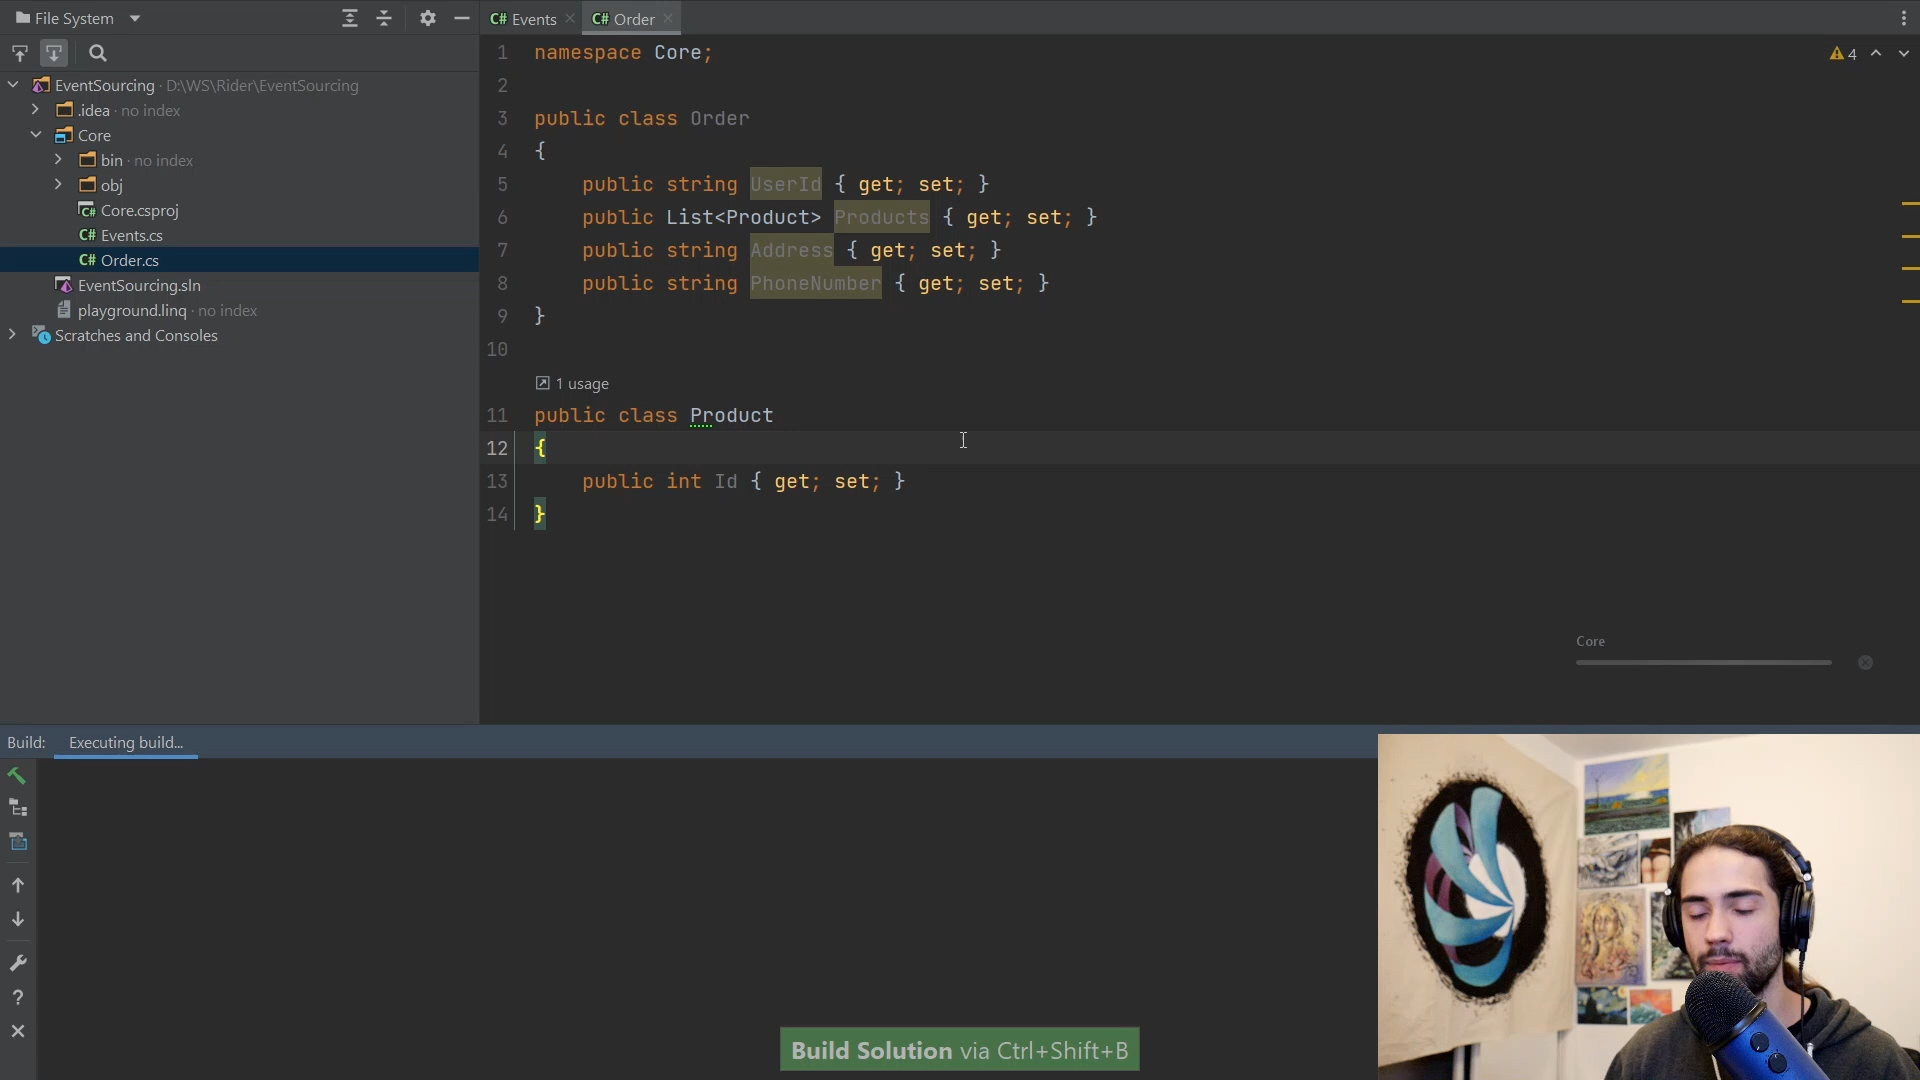 File System
C# Events
C# Order
EventSourcing · D:\WS\Rider\EventSourcing
.idea · no index
Core
bin · no index
obj
C# Core.csproj
C# Events.cs
C# Order.cs
EventSourcing.sln
playground.linq · no index
Scratches and Consoles
4
1 namespace Core;
2
3 public class Order
4 {
5 public string UserId { get; set; }
6 public List<Product> Products { get; set; }
7 public string Address { get; set; }
8 public string PhoneNumber { get; set; }
9 }
10
1 usage
11 public class Product
12 {
13 public int Id { get; set; }
14 }
Core
Build: Executing build...
Build Solution via Ctrl+Shift+B